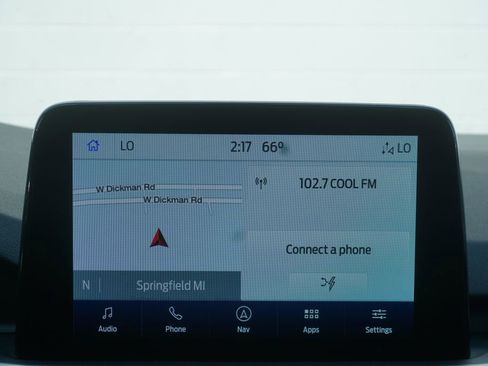 LO 2:17 66° LO
W Dickman Rd
W Dickman Rd
N Springfield MI
102.7 COOL FM
Connect a phone
Audio Phone Nav Apps Settings